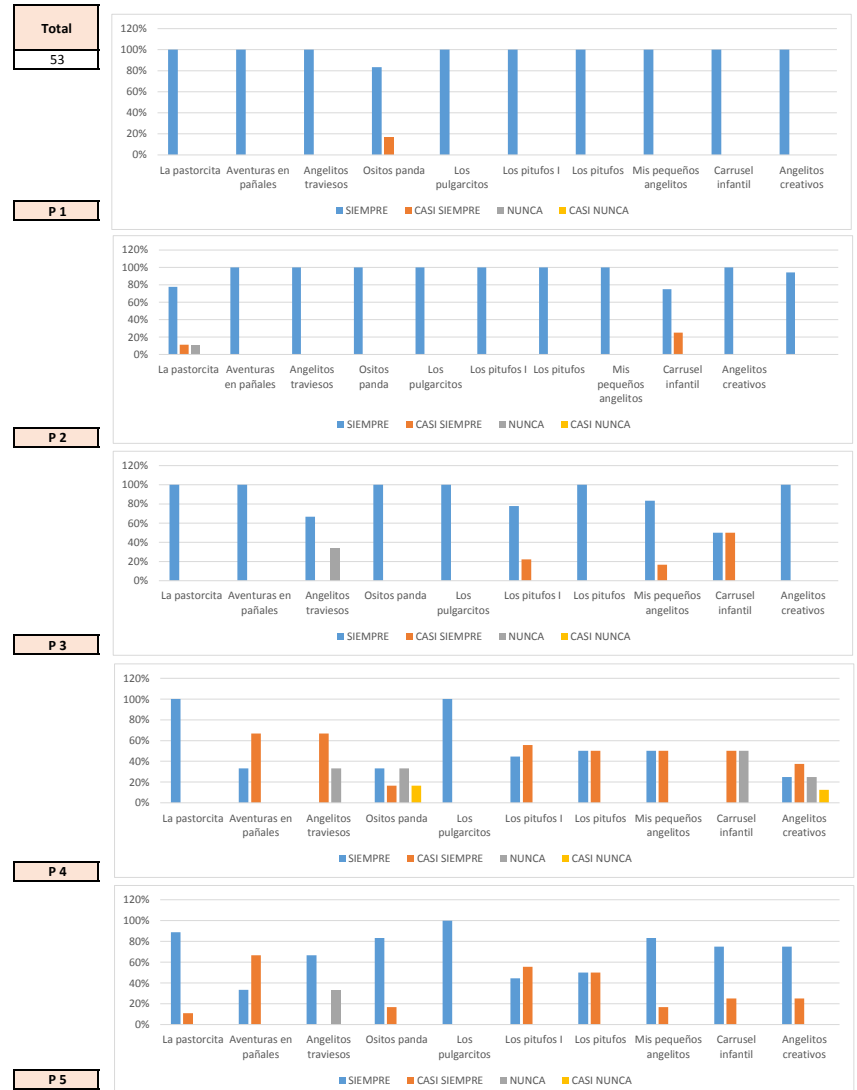 Total
53
120%
100%
80%
60%
40%
20%
0%
La pastorcita Aventuras en Angelitos Ositos panda Los Los pitufos I Los pitufos Mis pequeños Carrusel Angelitos
pañales traviesos pulgarcitos angelitos infantil creativos
SIEMPRE CASI SIEMPRE NUNCA CASI NUNCA
P 1
120%
100%
80%
60%
40%
20%
0%
La pastorcita Aventuras Angelitos Ositos Los Los pitufos I Los pitufos Mis Carrusel Angelitos
en pañales traviesos panda pulgarcitos pequeños infantil creativos
angelitos
SIEMPRE CASI SIEMPRE NUNCA CASI NUNCA
P 2
120%
100%
80%
60%
40%
20%
0%
La pastorcita Aventuras en Angelitos Ositos panda Los Los pitufos I Los pitufos Mis pequeños Carrusel Angelitos
pañales traviesos pulgarcitos angelitos infantil creativos
SIEMPRE CASI SIEMPRE NUNCA CASI NUNCA
P 3
120%
100%
80%
60%
40%
20%
0%
La pastorcita Aventuras en Angelitos Ositos panda Los Los pitufos I Los pitufos Mis pequeños Carrusel Angelitos
pañales traviesos pulgarcitos angelitos infantil creativos
SIEMPRE CASI SIEMPRE NUNCA CASI NUNCA
P 4
120%
100%
80%
60%
40%
20%
0%
La pastorcita Aventuras en Angelitos Ositos panda Los Los pitufos I Los pitufos Mis pequeños Carrusel Angelitos
pañales traviesos pulgarcitos angelitos infantil creativos
SIEMPRE CASI SIEMPRE NUNCA CASI NUNCA
P 5